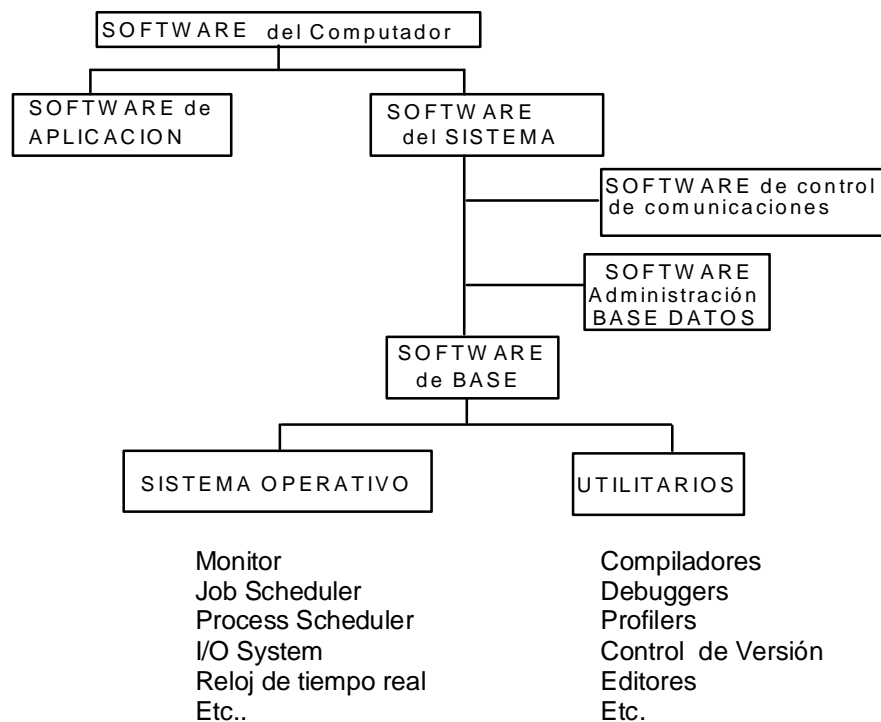 SOFTWARE del Computador
SOFTWARE de
APLICACION
SOFTWARE
del SISTEMA
SOFTWARE de control
de comunicaciones
SOFTWARE
Administración
BASE DATOS
SOFTWARE
de BASE
SISTEMA OPERATIVO
UTILITARIOS
Monitor
Job Scheduler
Process Scheduler
I/O System
Reloj de tiempo real
Etc..
Compiladores
Debuggers
Profilers
Control de Versión
Editores
Etc.